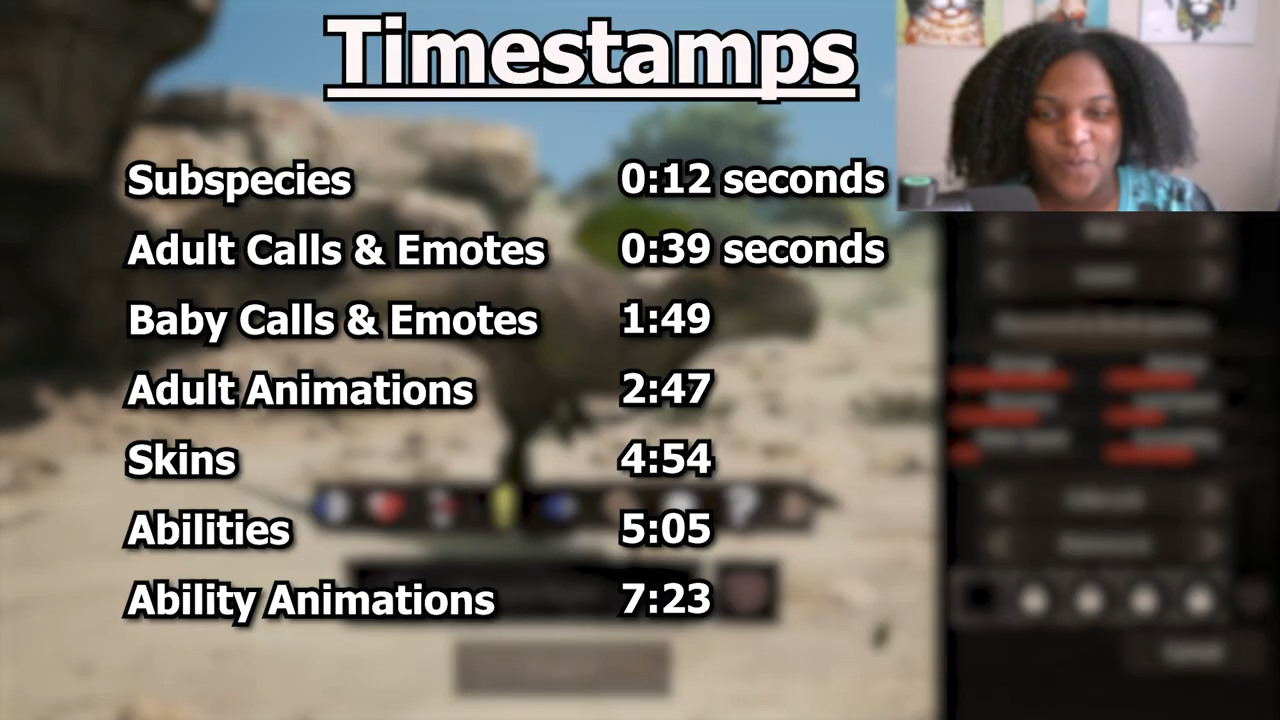 Timestamps
Subspecies 0:12 seconds
Adult Calls & Emotes 0:39 seconds
Baby Calls & Emotes 1:49
Adult Animations 2:47
Skins 4:54
Abilities 5:05
Ability Animations 7:23